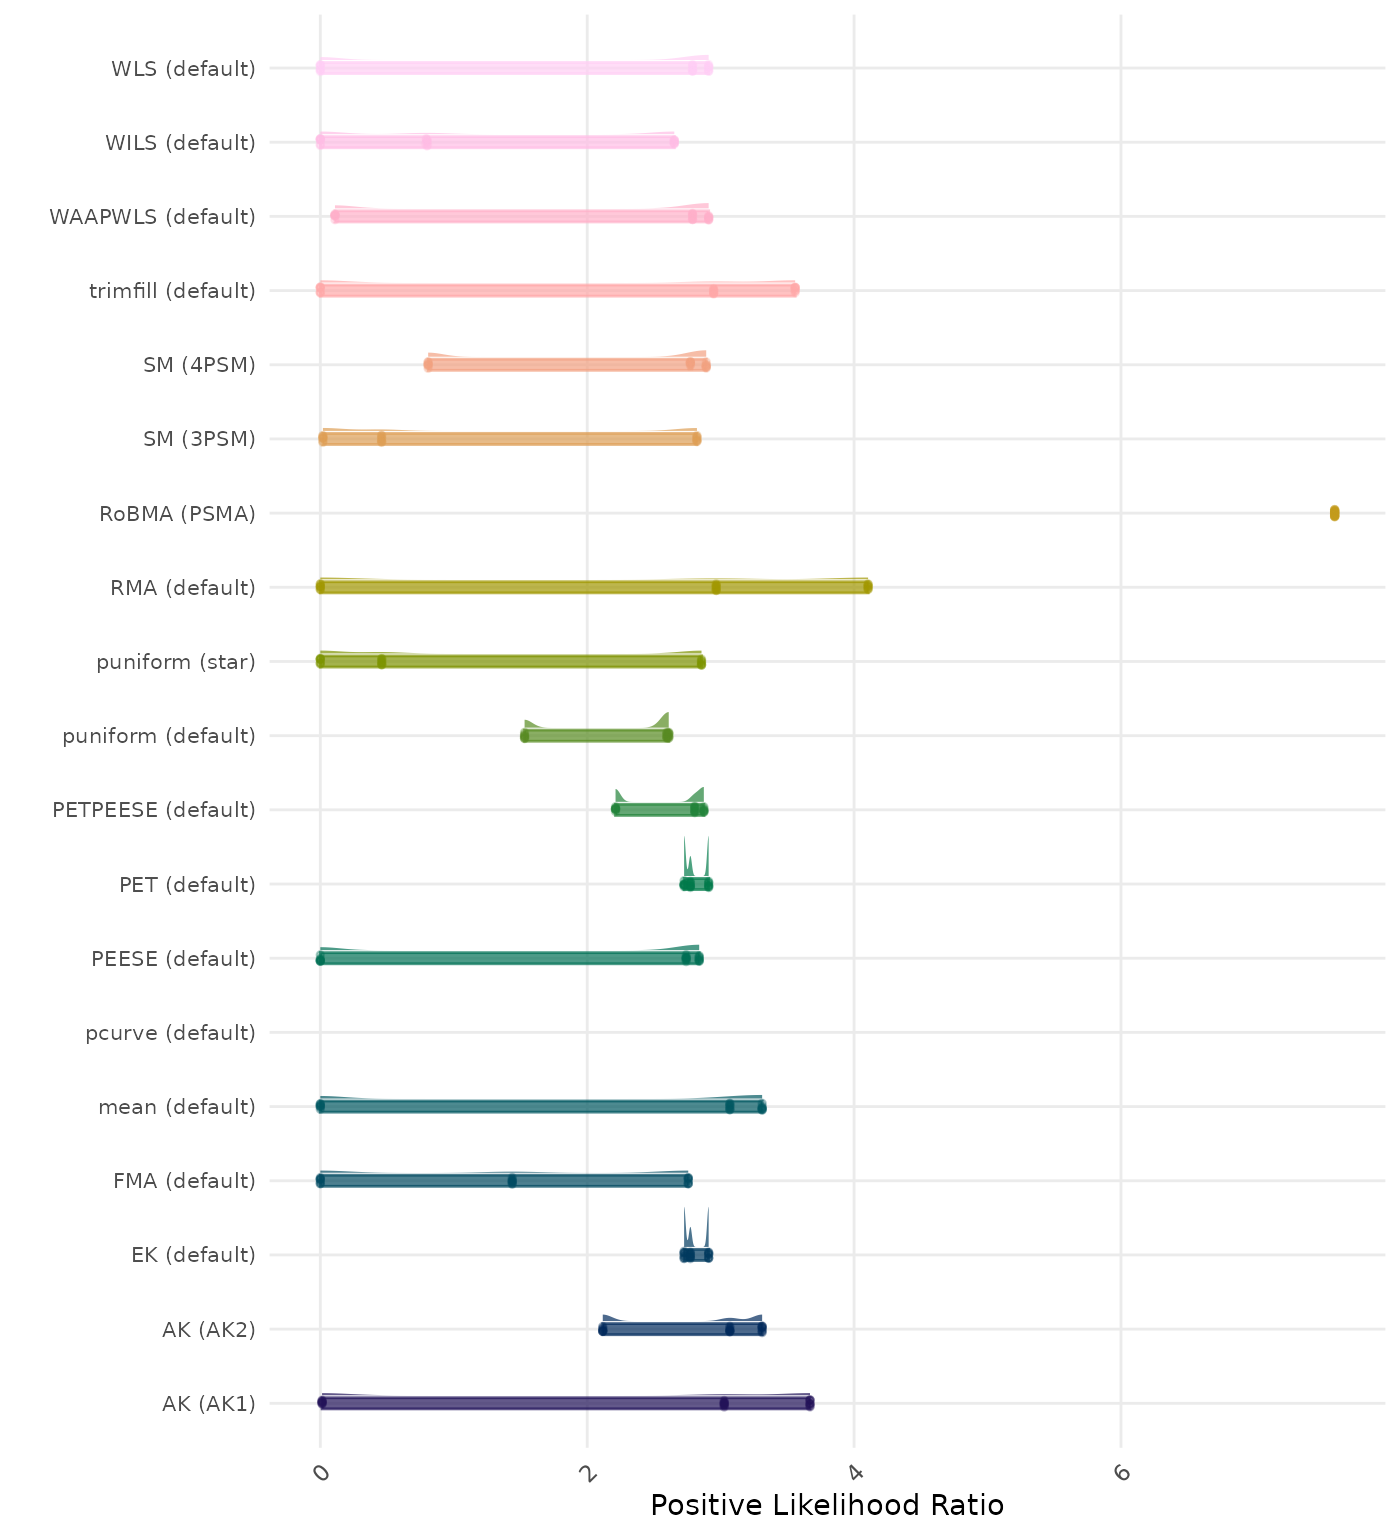 WLS (default)
WILS (default)
WAAPWLS (default)
trimfill (default)
SM (4PSM)
SM (3PSM)
RoBMA (PSMA)
RMA (default)
puniform (star)
puniform (default)
PETPEESE (default)
PET (default)
PEESE (default)
pcurve (default)
mean (default)
FMA (default)
EK (default)
AK (AK2)
AK (AK1)
0 2 4 6
Positive Likelihood Ratio